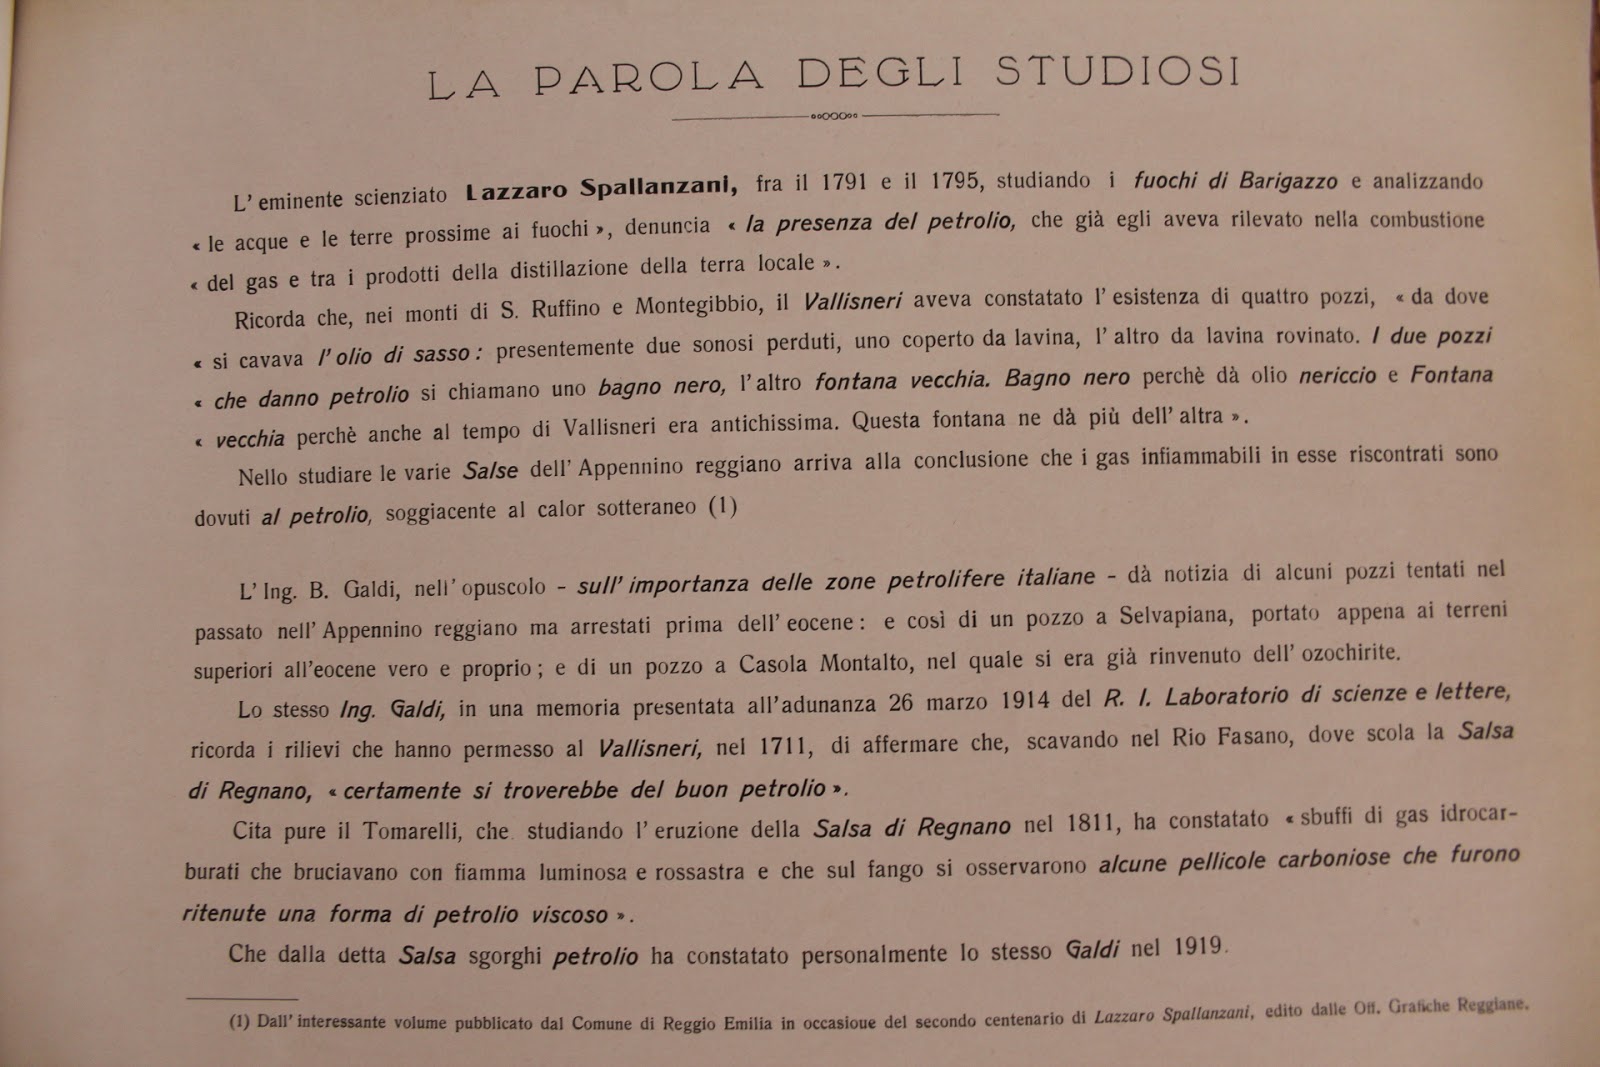 LA PAROLA DEGLI STUDIOSI
L' eminente scienziato Lazzaro Spallanzani, fra il 1791 e il 1795, studiando i fuochi di Barigazzo e analizzando
« le acque e le terre prossime ai fuochi », denuncia « la presenza del petrolio, che già egli aveva rilevato nella combustione
« del gas e tra i prodotti della distillazione della terra locale ».
Ricorda che, nei monti di S. Ruffino e Montegibbio, il Vallisneri aveva constatato l' esistenza di quattro pozzi, « da dove
« si cavava l' olio di sasso : presentemente due sonosi perduti, uno coperto da lavina, l' altro da lavina rovinato. I due pozzi
« che danno petrolio si chiamano uno bagno nero, l' altro fontana vecchia. Bagno nero perchè dà olio nericcio e Fontana
« vecchia perchè anche al tempo di Vallisneri era antichissima. Questa fontana ne dà più dell' altra ».
Nello studiare le varie Salse dell' Appennino reggiano arriva alla conclusione che i gas infiammabili in esse riscontrati sono
dovuti al petrolio, soggiacente al calor sotteraneo (1)
L' Ing. B. Galdi, nell' opuscolo - sull' importanza delle zone petrolifere italiane - dà notizia di alcuni pozzi tentati nel
passato nell' Appennino reggiano ma arrestati prima dell' eocene : e così di un pozzo a Selvapiana, portato appena ai terreni
superiori all'eocene vero e proprio ; e di un pozzo a Casola Montalto, nel quale si era già rinvenuto dell' ozochirite.
Lo stesso Ing. Galdi, in una memoria presentata all'adunanza 26 marzo 1914 del R. I. Laboratorio di scienze e lettere,
ricorda i rilievi che hanno permesso al Vallisneri, nel 1711, di affermare che, scavando nel Rio Fasano, dove scola la Salsa
di Regnano, « certamente si troverebbe del buon petrolio ».
Cita pure il Tomarelli, che studiando l' eruzione della Salsa di Regnano nel 1811, ha constatato « sbuffi di gas idrocar-
burati che bruciavano con fiamma luminosa e rossastra e che sul fango si osservarono alcune pellicole carboniose che furono
ritenute una forma di petrolio viscoso ».
Che dalla detta Salsa sgorghi petrolio ha constatato personalmente lo stesso Galdi nel 1919.
(1) Dall' interessante volume pubblicato dal Comune di Reggio Emilia in occasioue del secondo centenario di Lazzaro Spallanzani, edito dalle Off. Grafiche Reggiane.